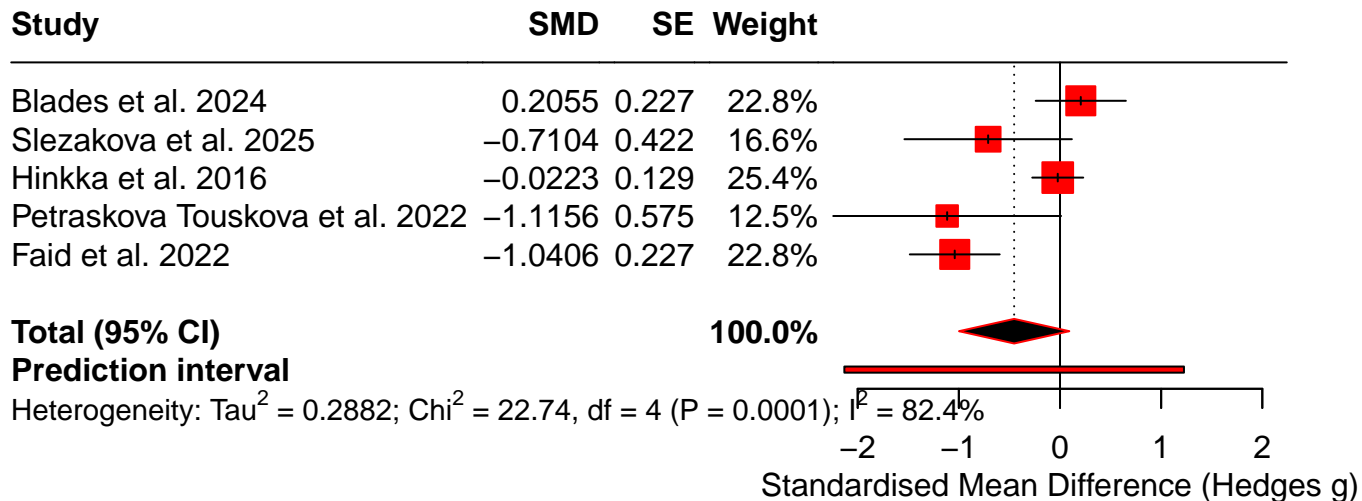 Study SMD SE Weight
Blades et al. 2024 0.2055 0.227 22.8%
Slezakova et al. 2025 −0.7104 0.422 16.6%
Hinkka et al. 2016 −0.0223 0.129 25.4%
Petraskova Touskova et al. 2022 −1.1156 0.575 12.5%
Faid et al. 2022 −1.0406 0.227 22.8%
Total (95% CI) 100.0%
Prediction interval
Heterogeneity: Tau² = 0.2882; Chi² = 22.74, df = 4 (P = 0.0001); I² = 82.4%
−2 −1 0 1 2
Standardised Mean Difference (Hedges g)